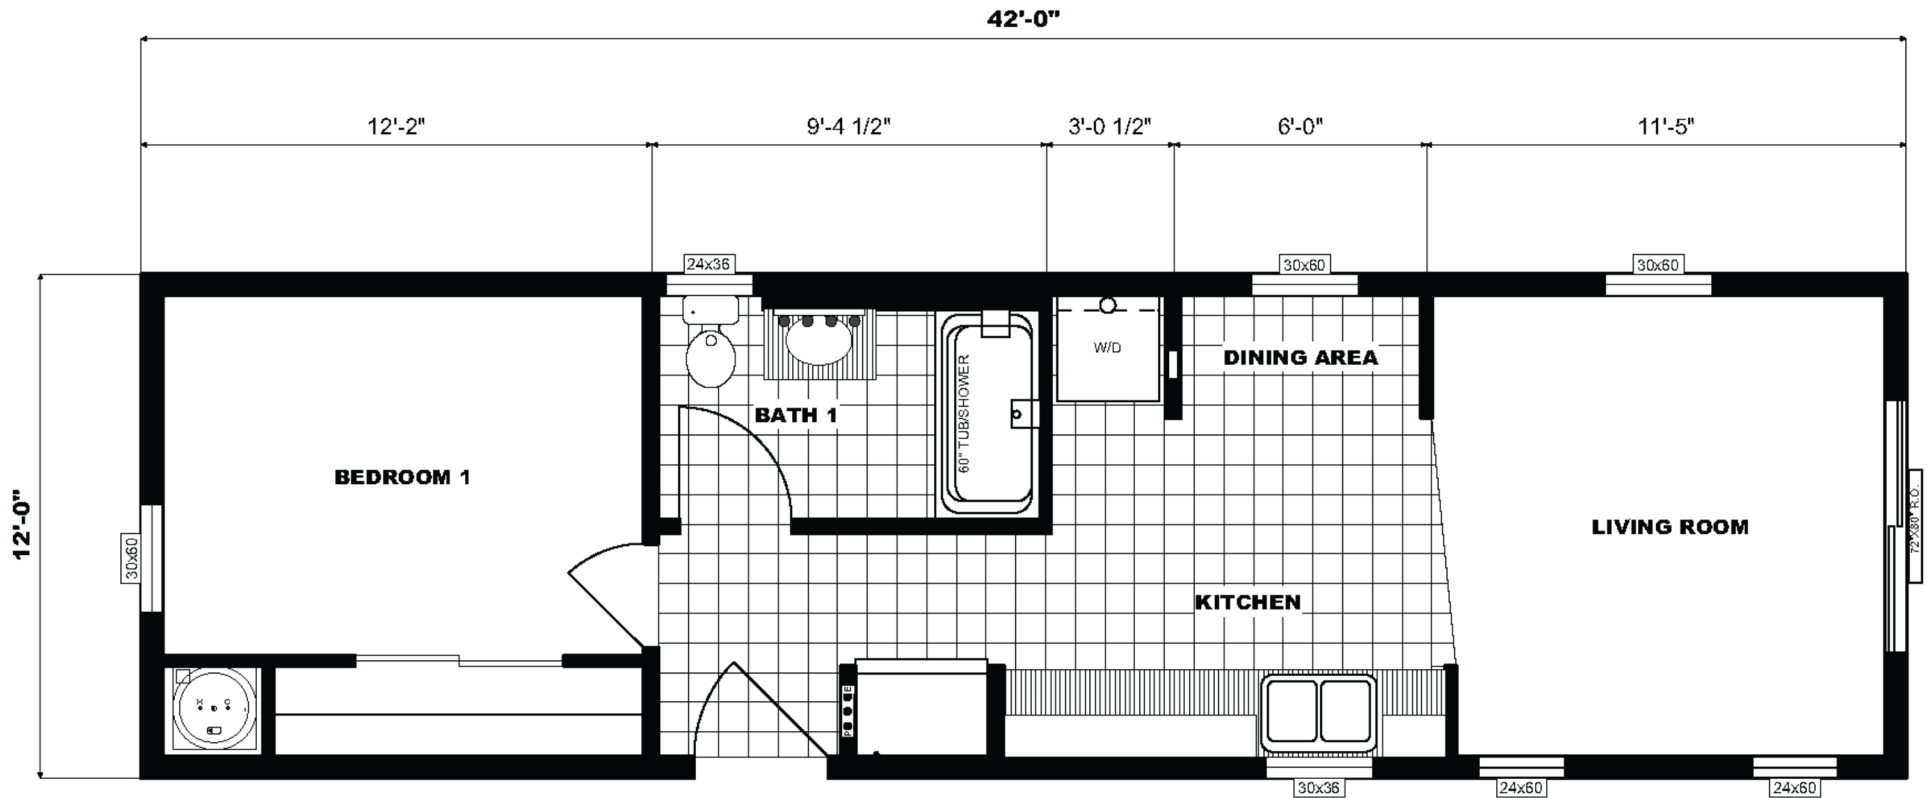 42'-0"
12'-2"
9'-4 1/2"
3'-0 1/2"
6'-0"
11'-5"
24x36
30x60
30x60
W/D
DINING AREA
60" TUB/SHOWER
BATH 1
BEDROOM 1
12'-0"
30x60
LIVING ROOM
72"X80" R.O.
KITCHEN
E
P
30x36
24x60
24x60